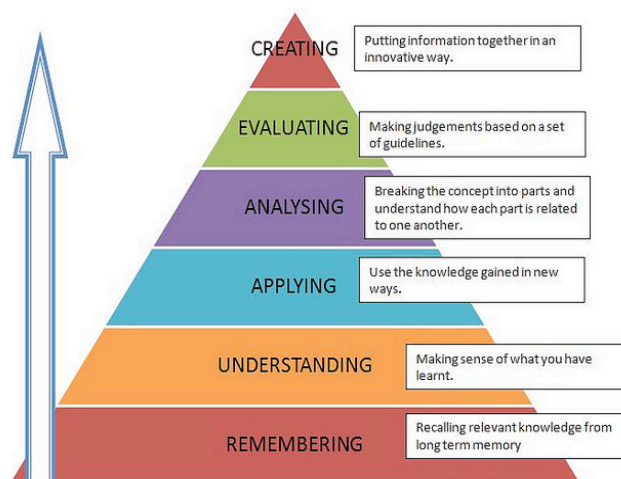 CREATING
Putting information together in an
innovative way.
EVALUATING
Making judgements based on a set
of guidelines.
ANALYSING
Breaking the concept into parts and
understand how each part is related
to one another.
APPLYING
Use the knowledge gained in new
ways.
UNDERSTANDING
Making sense of what you have
learnt.
REMEMBERING
Recalling relevant knowledge from
long term memory